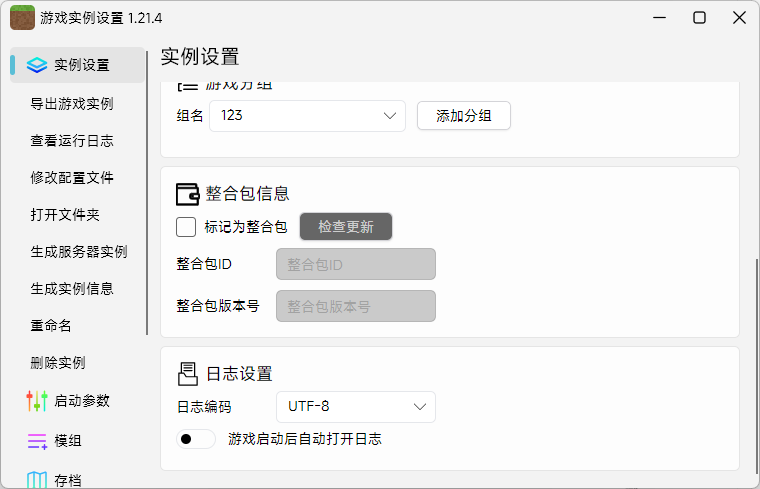 游戏实例设置 1.21.4
实例设置
导出游戏实例
查看运行日志
修改配置文件
打开文件夹
生成服务器实例
生成实例信息
重命名
删除实例
启动参数
模组
存档
实例设置
游戏分组
组名 123 添加分组
整合包信息
标记为整合包 检查更新
整合包ID 整合包ID
整合包版本号 整合包版本号
日志设置
日志编码 UTF-8
游戏启动后自动打开日志